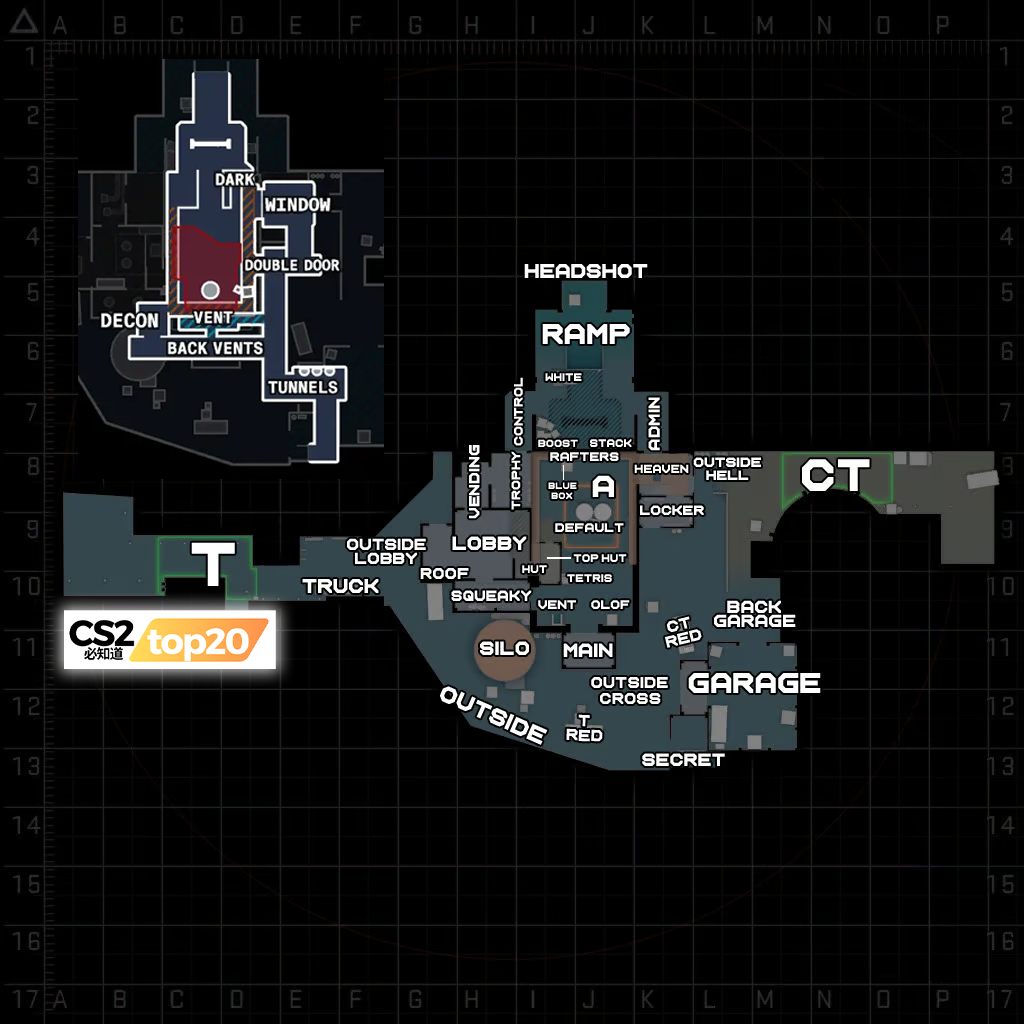 A B C D E F G H I J K L M N O P
1 1
2 2
3 3
4 4
5 5
6 6
7 7
8 8
9 9
10 10
11 11
12 12
13 13
14 14
15 15
16 16
17 A B C D E F G H I J K L M N O P 17
DARK
WINDOW
DOUBLE DOOR
DECON
VENT
BACK VENTS
TUNNELS
HEADSHOT
RAMP
WHITE
TROPHY CONTROL
ADMIN
BOOST STACK
RAFTERS
VENDING
HEAVEN
OUTSIDE
HELL
CT
BLUE
BOX
A
LOCKER
DEFAULT
T
OUTSIDE
LOBBY
LOBBY
TOP HUT
HUT
ROOF
TETRIS
TRUCK
SQUEAKY
VENT
OLOF
BACK
GARAGE
CT
RED
CS2
必知道
top20
SILO
MAIN
OUTSIDE
CROSS
GARAGE
OUTSIDE
T
RED
SECRET